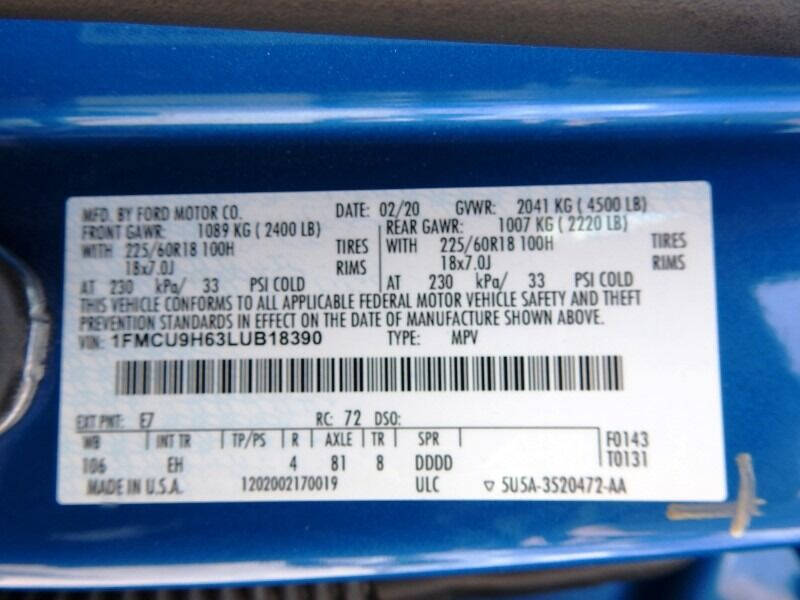 MFD. BY FORD MOTOR CO. DATE: 02/20 GVWR: 2041 KG ( 4500 LB)
FRONT GAWR: 1089 KG ( 2400 LB) REAR GAWR: 1007 KG ( 2220 LB)
WITH 225/60R18 100H TIRES WITH 225/60R18 100H TIRES
18x7.0J RIMS 18x7.0J RIMS
AT 230 kPa/ 33 PSI COLD AT 230 kPa/ 33 PSI COLD
THIS VEHICLE CONFORMS TO ALL APPLICABLE FEDERAL MOTOR VEHICLE SAFETY AND THEFT
PREVENTION STANDARDS IN EFFECT ON THE DATE OF MANUFACTURE SHOWN ABOVE.
VIN: 1FMCU9H63LUB18390 TYPE: MPV
EXT PNT: E7 RC: 72 DSO:
WB INT TR TP/PS R AXLE TR SPR F0143
106 EH 4 81 8 DDDD T0131
MADE IN U.S.A. 1202002170019 ULC ▽ 5U5A-3520472-AA